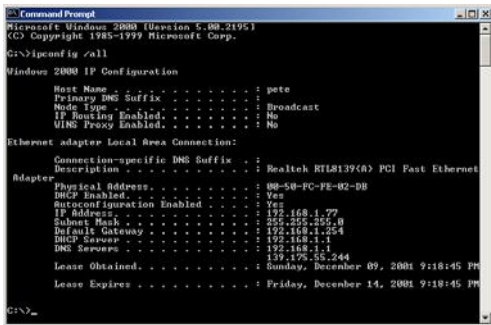 Command Prompt
Microsoft Windows 2000 [Version 5.00.2195]
(C) Copyright 1985-1999 Microsoft Corp.
C:\>ipconfig /all
Windows 2000 IP Configuration
Host Name . . . . . . . . . . . . : pete
Primary DNS Suffix . . . . . . . :
Node Type . . . . . . . . . . . . : Broadcast
IP Routing Enabled. . . . . . . . : No
WINS Proxy Enabled. . . . . . . . : No
Ethernet adapter Local Area Connection:
Connection-specific DNS Suffix . :
Description . . . . . . . . . . . : Realtek RTL8139(A) PCI Fast Ethernet
Adapter
Physical Address. . . . . . . . . : 00-50-FC-FE-02-DB
DHCP Enabled. . . . . . . . . . . : Yes
Autoconfiguration Enabled . . . . : Yes
IP Address. . . . . . . . . . . . : 192.168.1.77
Subnet Mask . . . . . . . . . . . : 255.255.255.0
Default Gateway . . . . . . . . . : 192.168.1.254
DHCP Server . . . . . . . . . . . : 192.168.1.1
DNS Servers . . . . . . . . . . . : 192.168.1.1
139.175.55.244
Lease Obtained. . . . . . . . . . : Sunday, December 09, 2001 9:18:45 PM
Lease Expires . . . . . . . . . . : Friday, December 14, 2001 9:18:45 PM
C:\>_